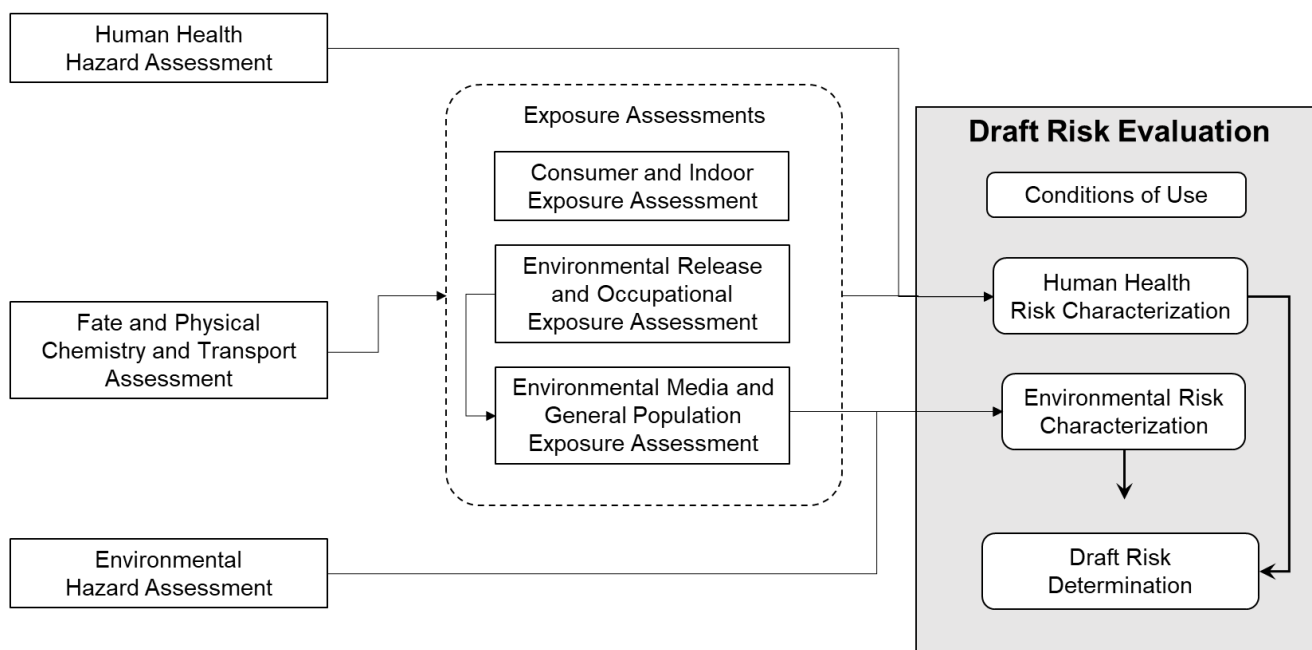 Human Health
Hazard Assessment
Fate and Physical
Chemistry and Transport
Assessment
Environmental
Hazard Assessment
Exposure Assessments
Consumer and Indoor
Exposure Assessment
Environmental Release
and Occupational
Exposure Assessment
Environmental Media and
General Population
Exposure Assessment
Draft Risk Evaluation
Conditions of Use
Human Health
Risk Characterization
Environmental Risk
Characterization
Draft Risk
Determination